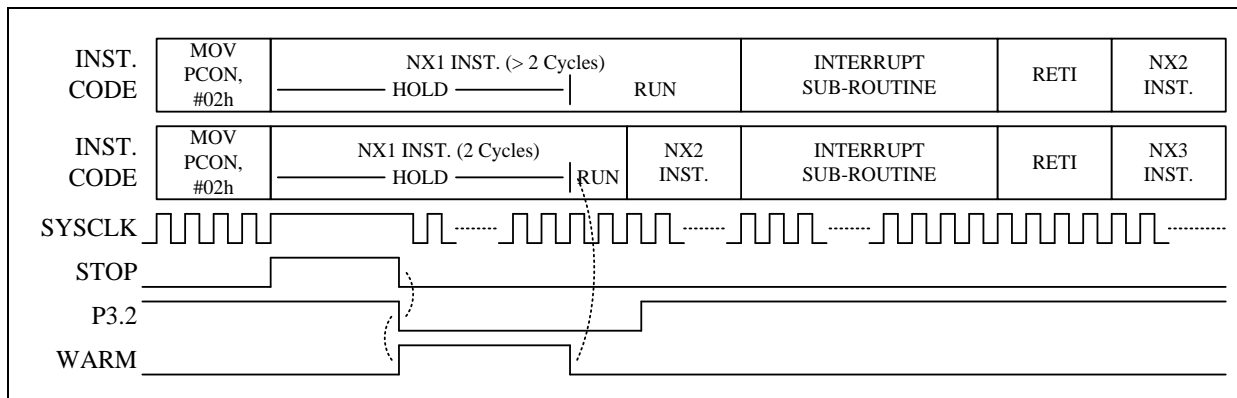 INST.
CODE
MOV
PCON,
#02h
NX1 INST. (> 2 Cycles)
HOLD
RUN
INTERRUPT
SUB-ROUTINE
RETI
NX2
INST.
INST.
CODE
MOV
PCON,
#02h
NX1 INST. (2 Cycles)
HOLD
RUN
NX2
INST.
INTERRUPT
SUB-ROUTINE
RETI
NX3
INST.
SYSCLK
STOP
P3.2
WARM